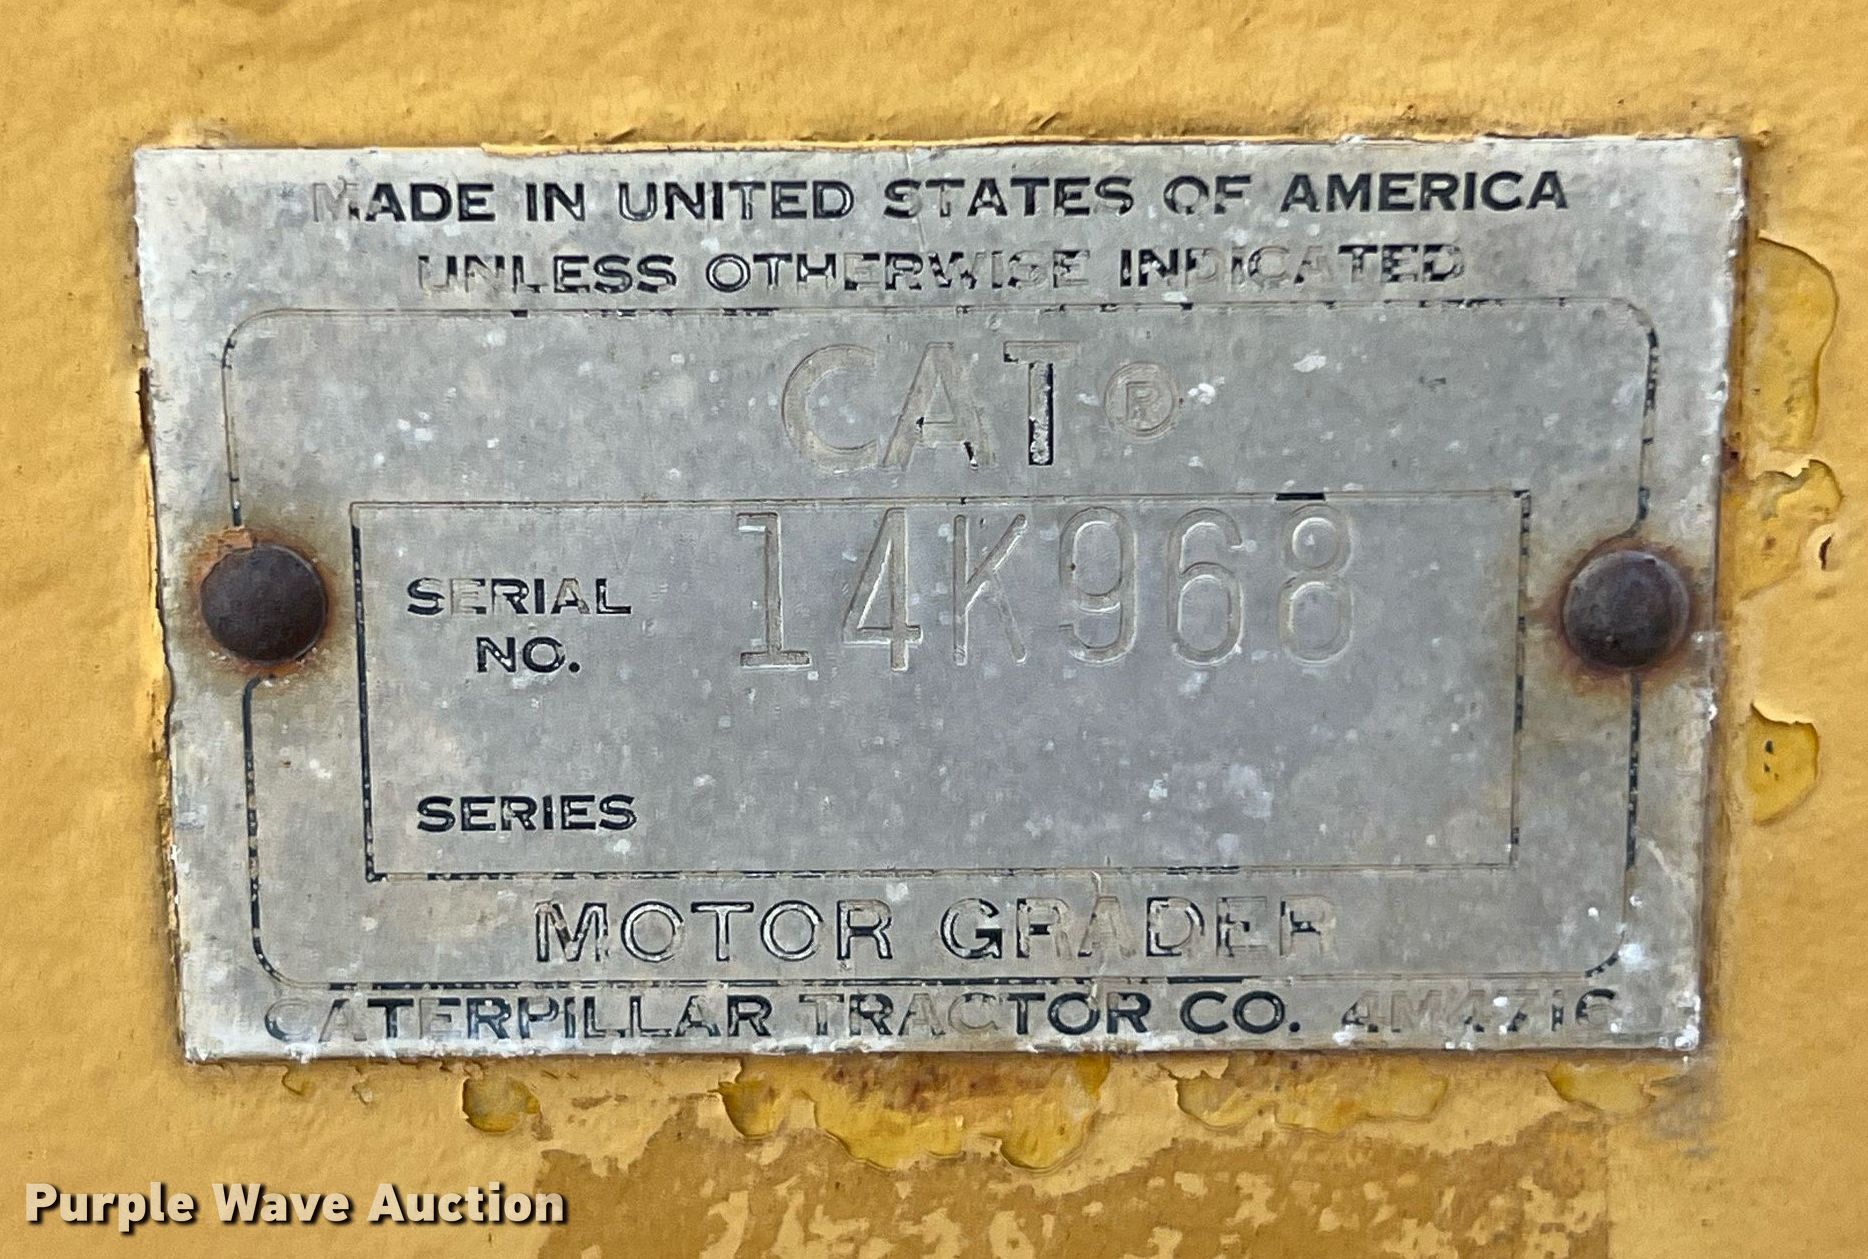 MADE IN UNITED STATES OF AMERICA
UNLESS OTHERWISE INDICATED
CAT®
SERIAL NO. 14K968
SERIES
MOTOR GRADER
CATERPILLAR TRACTOR CO. 4M4716
Purple Wave Auction